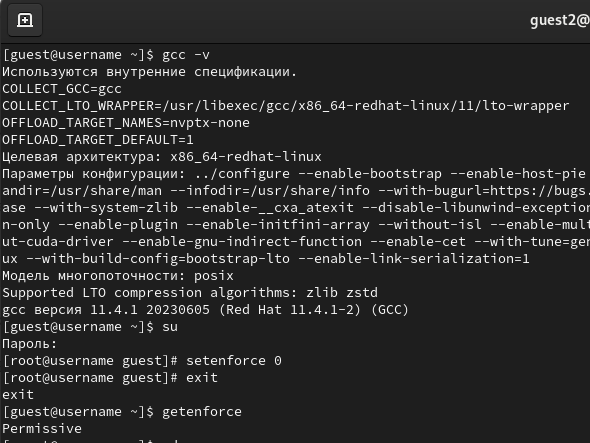 guest2@
[guest@username ~]$ gcc -v
Используются внутренние спецификации.
COLLECT_GCC=gcc
COLLECT_LTO_WRAPPER=/usr/libexec/gcc/x86_64-redhat-linux/11/lto-wrapper
OFFLOAD_TARGET_NAMES=nvptx-none
OFFLOAD_TARGET_DEFAULT=1
Целевая архитектура: x86_64-redhat-linux
Параметры конфигурации: ../configure --enable-bootstrap --enable-host-pie
andir=/usr/share/man --infodir=/usr/share/info --with-bugurl=https://bugs.
ase --with-system-zlib --enable-__cxa_atexit --disable-libunwind-exception
n-only --enable-plugin --enable-initfini-array --without-isl --enable-mult
ut-cuda-driver --enable-gnu-indirect-function --enable-cet --with-tune=gen
ux --with-build-config=bootstrap-lto --enable-link-serialization=1
Модель многопоточности: posix
Supported LTO compression algorithms: zlib zstd
gcc версия 11.4.1 20230605 (Red Hat 11.4.1-2) (GCC)
[guest@username ~]$ su
Пароль:
[root@username guest]# setenforce 0
[root@username guest]# exit
exit
[guest@username ~]$ getenforce
Permissive